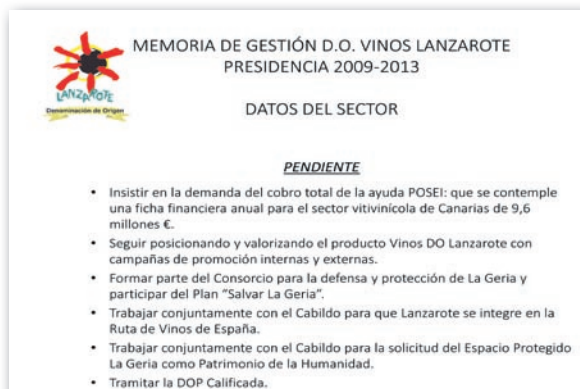 MEMORIA DE GESTIÓN D.O. VINOS LANZAROTE
PRESIDENCIA 2009-2013
LANZAROTE
Denominación de Origen
DATOS DEL SECTOR
PENDIENTE
• Insistir en la demanda del cobro total de la ayuda POSEI: que se contemple
una ficha financiera anual para el sector vitivinícola de Canarias de 9,6
millones €.
• Seguir posicionando y valorizando el producto Vinos DO Lanzarote con
campañas de promoción internas y externas.
• Formar parte del Consorcio para la defensa y protección de La Geria y
participar del Plan "Salvar La Geria".
• Trabajar conjuntamente con el Cabildo para que Lanzarote se integre en la
Ruta de Vinos de España.
• Trabajar conjuntamente con el Cabildo para la solicitud del Espacio Protegido
La Geria como Patrimonio de la Humanidad.
• Tramitar la DOP Calificada.